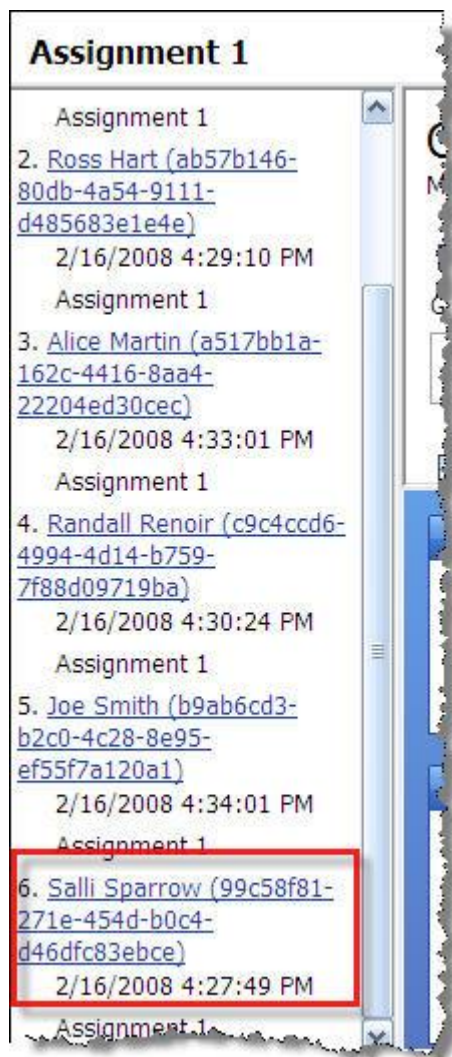 Assignment 1
Assignment 1
2. Ross Hart (ab57b146-
80db-4a54-9111-
d485683e1e4e)
2/16/2008 4:29:10 PM
Assignment 1
3. Alice Martin (a517bb1a-
162c-4416-8aa4-
22204ed30cec)
2/16/2008 4:33:01 PM
Assignment 1
4. Randall Renoir (c9c4ccd6-
4994-4d14-b759-
7f88d09719ba)
2/16/2008 4:30:24 PM
Assignment 1
5. Joe Smith (b9ab6cd3-
b2c0-4c28-8e95-
ef55f7a120a1)
2/16/2008 4:34:01 PM
Assignment 1
6. Salli Sparrow (99c58f81-
271e-454d-b0c4-
d46dfc83ebce)
2/16/2008 4:27:49 PM
Assignment 1